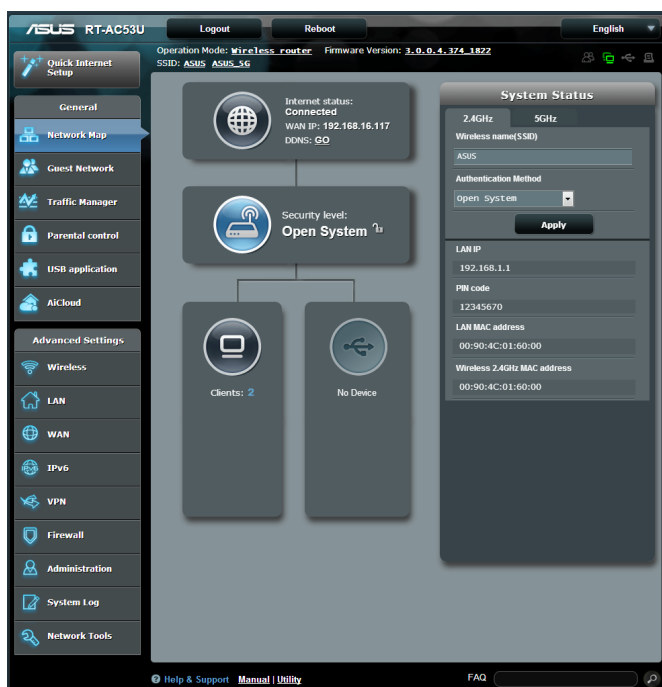 ASUS RT-AC53U
Logout
Reboot
English
Quick Internet Setup
Operation Mode: Wireless router Firmware Version: 3.0.0.4.374_1822
SSID: ASUS ASUS_5G
General
Network Map
Guest Network
Traffic Manager
Parental control
USB application
AiCloud
Advanced Settings
Wireless
LAN
WAN
IPv6
VPN
Firewall
Administration
System Log
Network Tools
Internet status:
Connected
WAN IP: 192.168.16.117
DDNS: GO
Security level:
Open System
Clients: 2
No Device
System Status
2.4GHz 5GHz
Wireless name(SSID)
ASUS
Authentication Method
Open System
Apply
LAN IP
192.168.1.1
PIN code
12345670
LAN MAC address
00:90:4C:01:60:00
Wireless 2.4GHz MAC address
00:90:4C:01:60:00
Help & Support Manual | Utility
FAQ